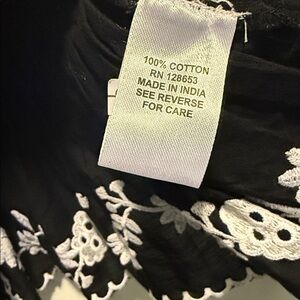 100% COTTON
RN 128653
MADE IN INDIA
SEE REVERSE
FOR CARE